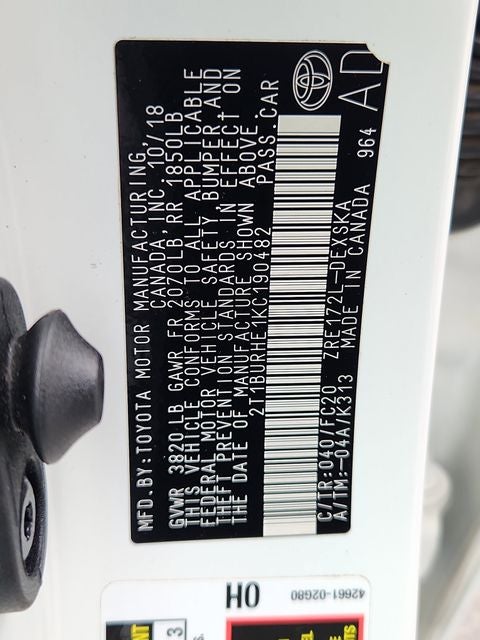 MFD.BY:TOYOTA MOTOR MANUFACTURING,
CANADA,INC. 10/18
GVWR 3820 LB GAWR FR 2070LB,RR 1850LB
THIS VEHICLE CONFORMS TO ALL APPLICABLE
FEDERAL MOTOR VEHICLE SAFETY, BUMPER,AND
THEFT PREVENTION STANDARDS IN EFFECT ON
THE DATE OF MANUFACTURE SHOWN ABOVE.
2T1BURHE1KC190482 PASS.CAR
C/TR:040/FC20 ZRE172L-DEXSKA
A/TM:-04A/K313 MADE IN CANADA 964
AD
0H
42661-02G80
3